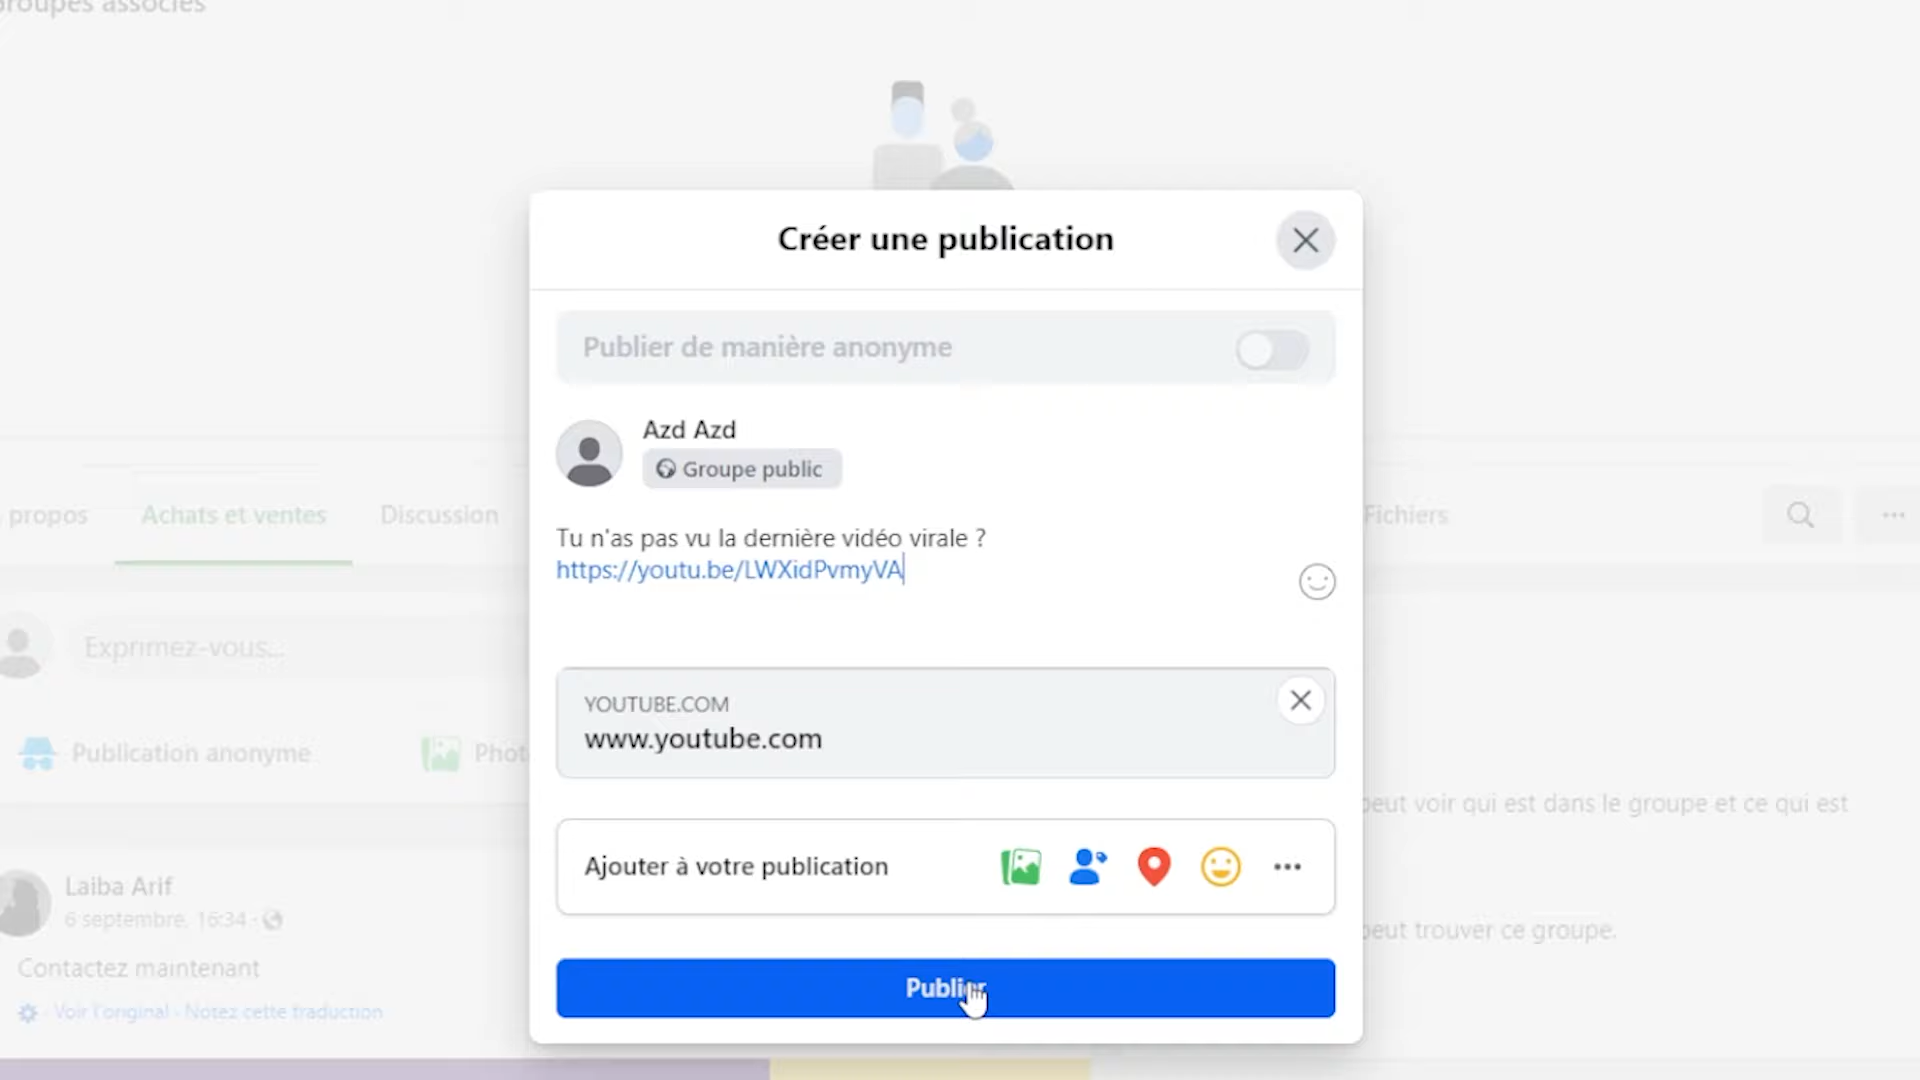 Groupes associés
Créer une publication
Publier de manière anonyme
Azd Azd
Groupe public
propos
Achats et ventes
Discussion
Fichiers
Tu n'as pas vu la dernière vidéo virale ?
https://youtu.be/LWXidPvmyVA
Exprimez-vous...
YOUTUBE.COM
www.youtube.com
Publication anonyme
Phot
peut voir qui est dans le groupe et ce qui est
Ajouter à votre publication
Laiba Arif
6 septembre, 16:34 ·
peut trouver ce groupe.
Contactez maintenant
Publier
· Voir l'original · Notez cette traduction